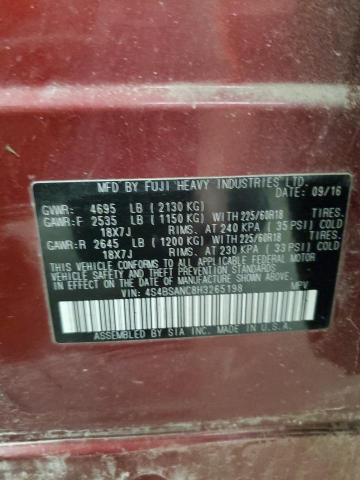 MFD BY FUJI HEAVY INDUSTRIES LTD.
DATE: 09/16
GVWR: 4695 LB (2130 KG)
GAWR:F 2535 LB (1150 KG) WITH 225/60R18 TIRES.
18X7J RIMS. AT 240 KPA (35 PSI) COLD
GAWR:R 2645 LB (1200 KG) WITH 225/60R18 TIRES.
18X7J RIMS. AT 230 KPA (33 PSI) COLD
THIS VEHICLE CONFORMS TO ALL APPLICABLE FEDERAL MOTOR
VEHICLE SAFETY AND THEFT PREVENTION STANDARDS
IN EFFECT ON THE DATE OF MANUFACTURE SHOWN ABOVE.
VIN: 4S4BSANC8H3265198 MPV
ASSEMBLED BY SIA INC. MADE IN U.S.A.